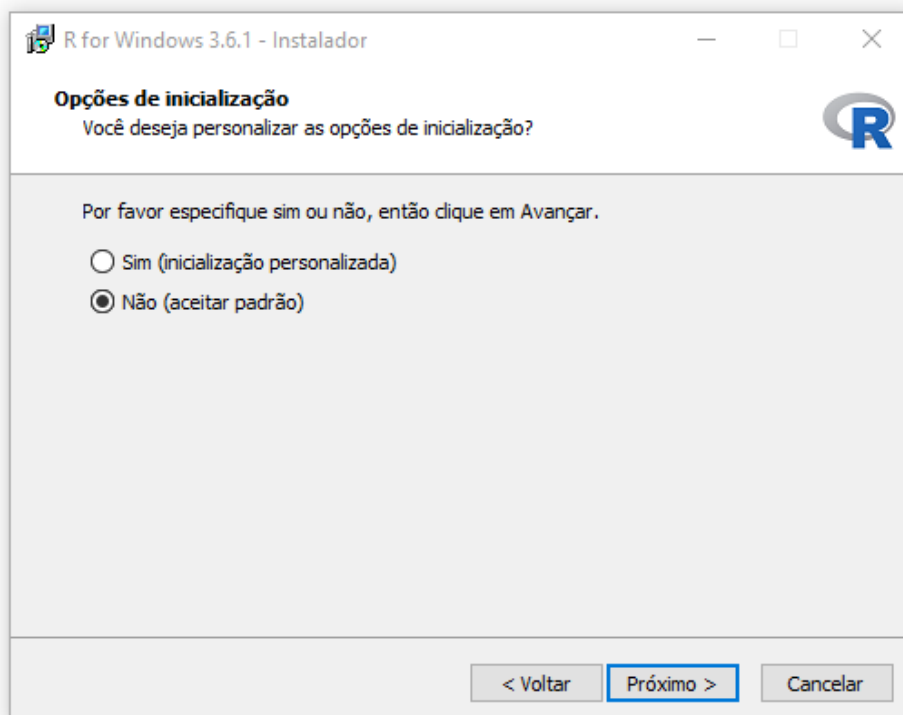 R for Windows 3.6.1 - Instalador
Opções de inicialização
Você deseja personalizar as opções de inicialização?
R
Por favor especifique sim ou não, então clique em Avançar.
Sim (inicialização personalizada)
Não (aceitar padrão)
< Voltar
Próximo >
Cancelar